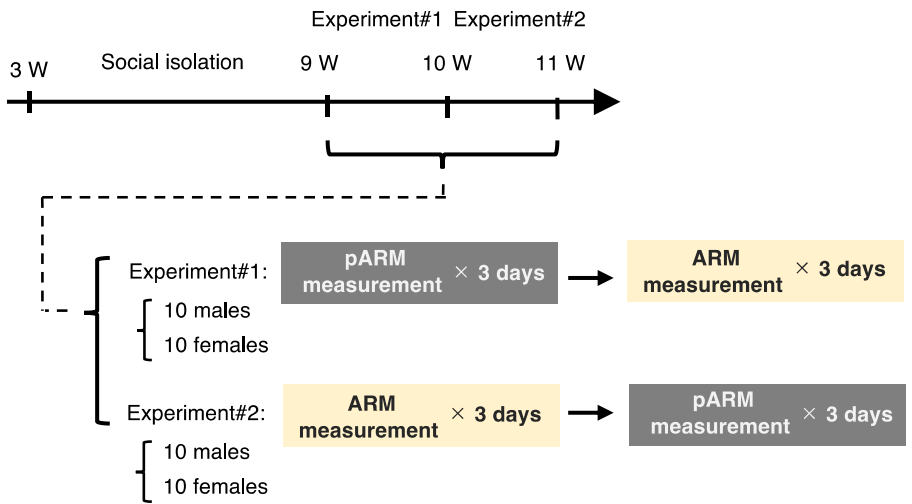 Experiment#1 Experiment#2
3 W Social isolation 9 W 10 W 11 W
Experiment#1:
pARM
measurement × 3 days
ARM
measurement × 3 days
10 males
10 females
Experiment#2:
ARM
measurement × 3 days
pARM
measurement × 3 days
10 males
10 females